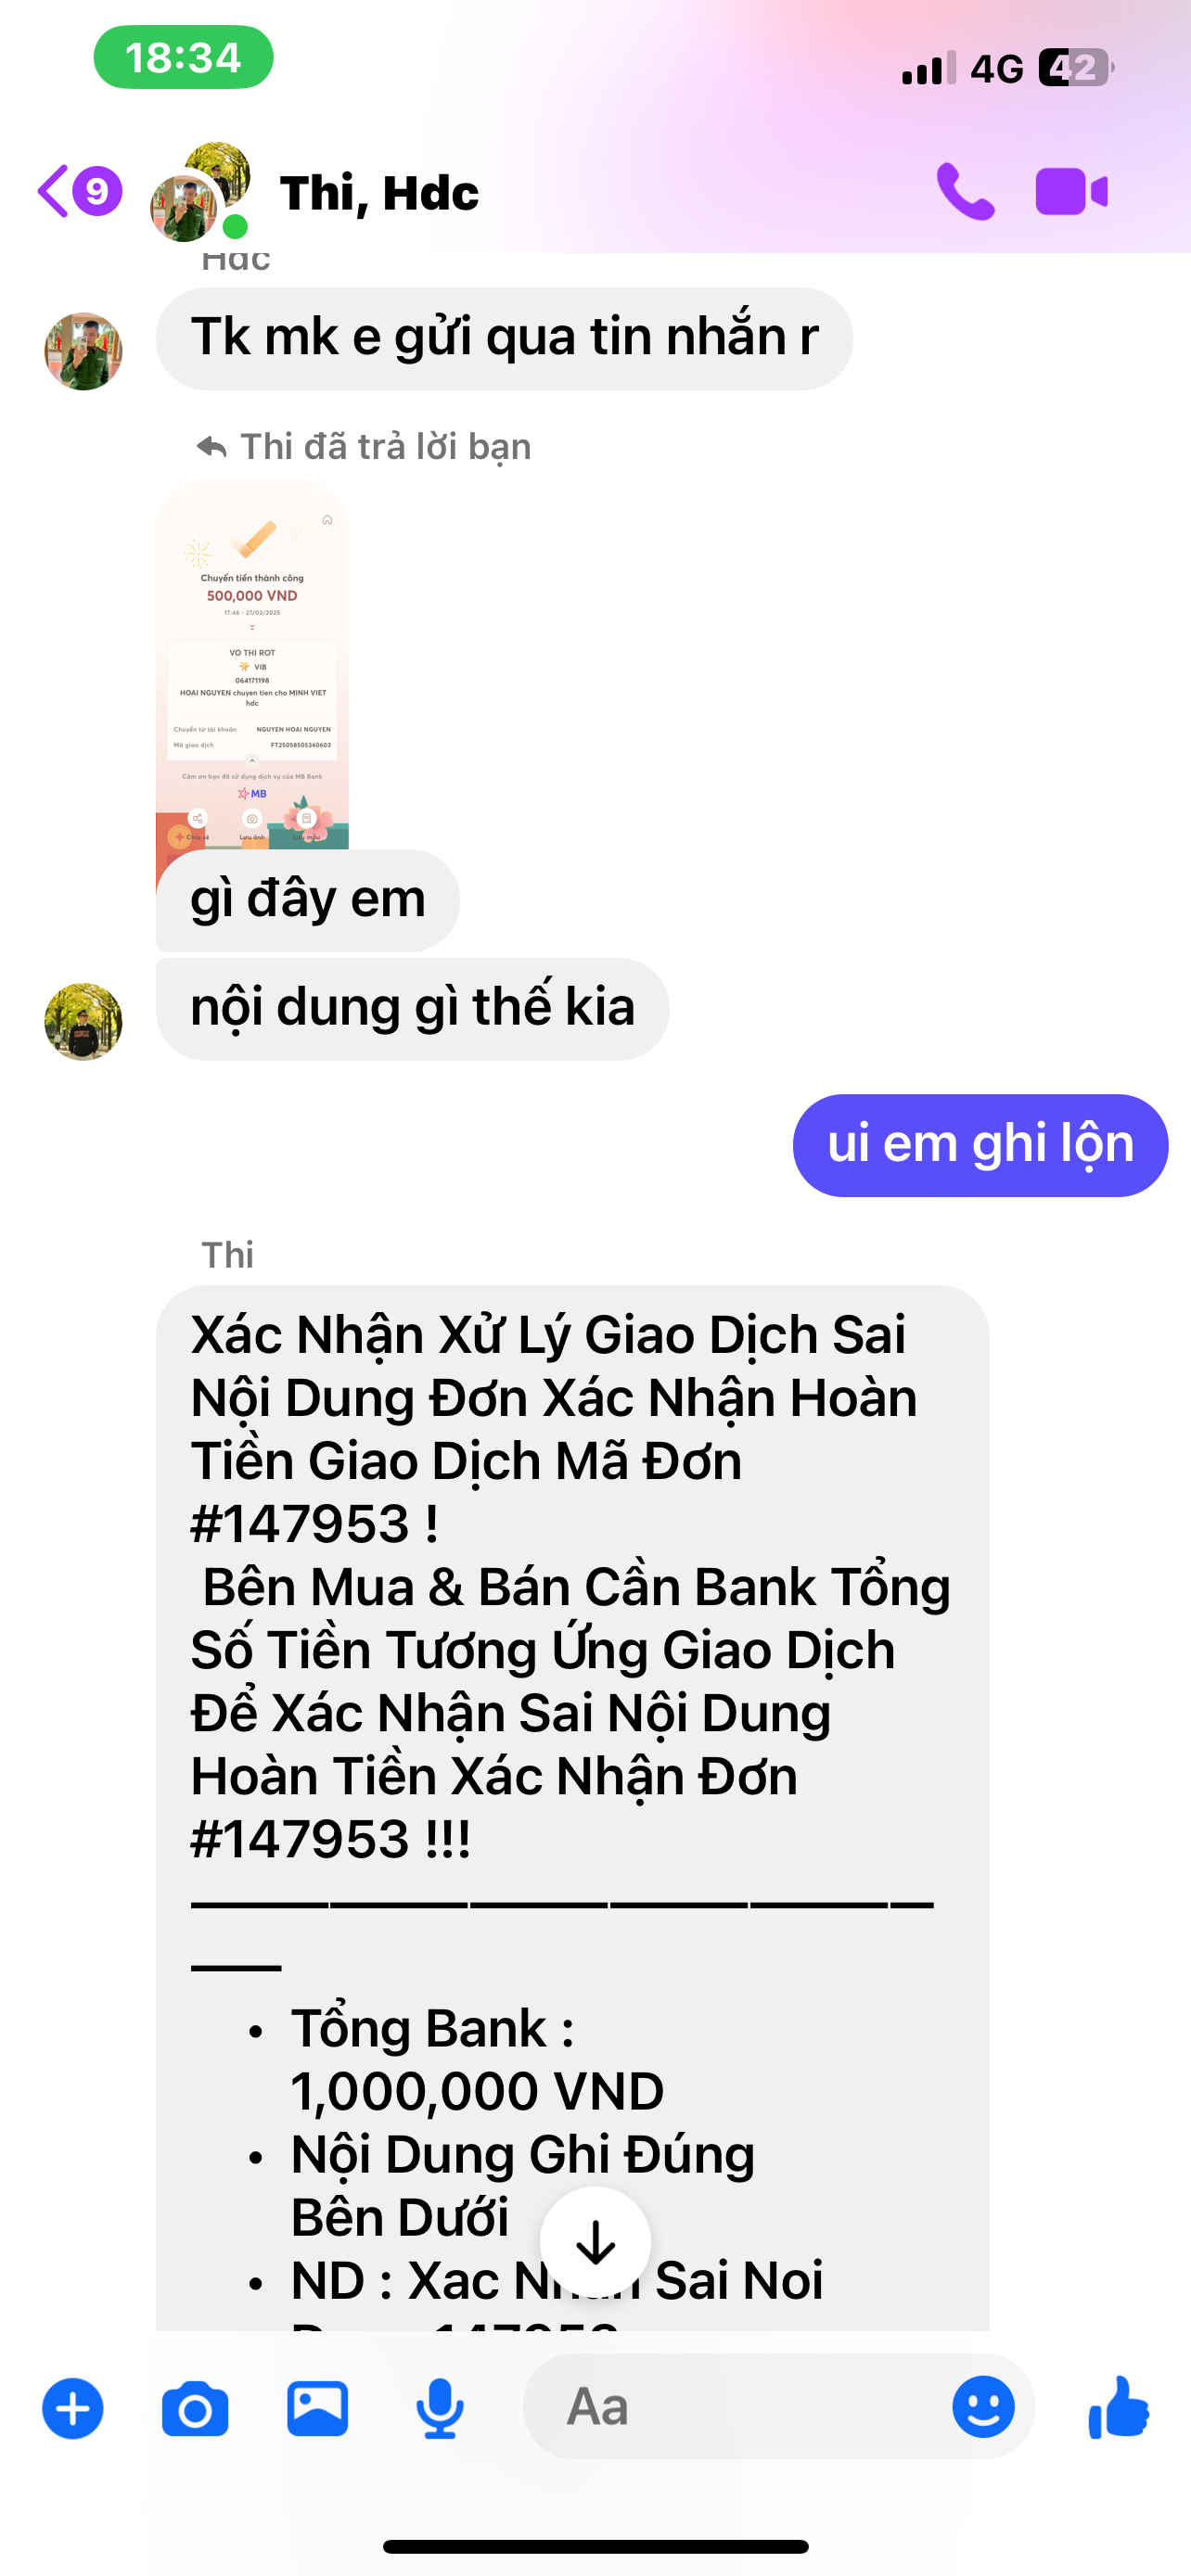 18:34
4G
42
9
Thi, Hdc
Hdc
Tk mk e gửi qua tin nhắn r
Thi đã trả lời bạn
Chuyển tiền thành công
500,000 VND
17:46 - 27/02/2025
VO THI ROT
VIB
064171198
HOAI NGUYEN chuyen tien cho MINH VIET
hdc
Chuyển từ tài khoản NGUYEN HOAI NGUYEN
Mã giao dịch FT25058505340603
Cảm ơn bạn đã sử dụng dịch vụ của MB Bank
MB
Chia sẻ Lưu ảnh Lưu mẫu
gì đây em
nội dung gì thế kia
ui em ghi lộn
Thi
Xác Nhận Xử Lý Giao Dịch Sai
Nội Dung Đơn Xác Nhận Hoàn
Tiền Giao Dịch Mã Đơn
#147953 !
Bên Mua & Bán Cần Bank Tổng
Số Tiền Tương Ứng Giao Dịch
Để Xác Nhận Sai Nội Dung
Hoàn Tiền Xác Nhận Đơn
#147953 !!!
• Tổng Bank :
1,000,000 VND
• Nội Dung Ghi Đúng
Bên Dưới
• ND : Xac Nhan Sai Noi
Aa